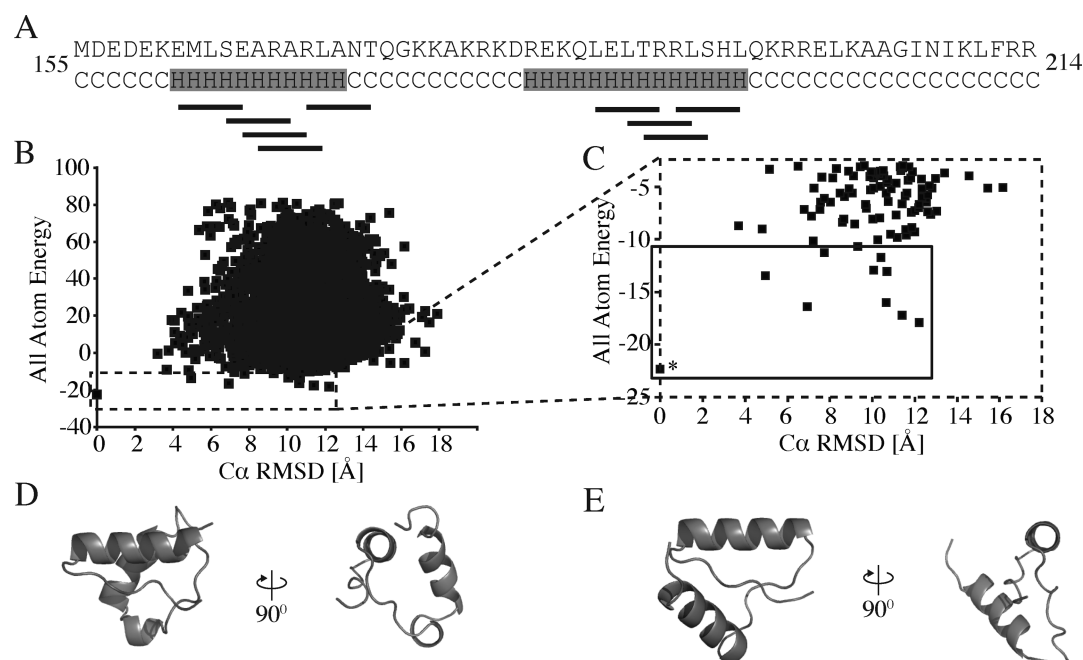 A
155
MDEDEKEMLSEARARLANTQGKKAKRKDREKQLELTRRLSHLQKRRELKAAGINIKLFRR
CCCCCCHHHHHHHHHHHCCCCCCCCCCCHHHHHHHHHHHHHHCCCCCCCCCCCCCCCCCC
214
B
All Atom Energy
100
80
60
40
20
0
-20
-40
0 2 4 6 8 10 12 14 16 18
Cα RMSD [Å]
C
All Atom Energy
-5
-10
-15
-20
-25
*
0 2 4 6 8 10 12 14 16 18
Cα RMSD [Å]
D
90⁰
E
90⁰